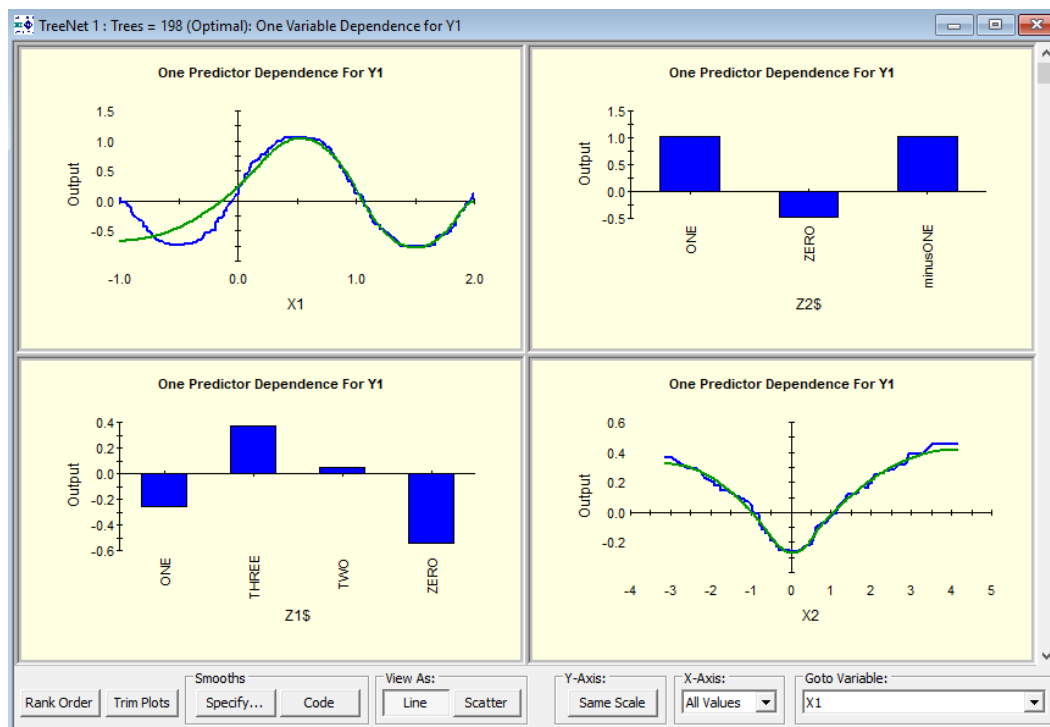 TreeNet 1 : Trees = 198 (Optimal): One Variable Dependence for Y1
One Predictor Dependence For Y1
1.5
1.0
0.5
0.0
-0.5
Output
-1.0 0.0 1.0 2.0
X1
One Predictor Dependence For Y1
1.5
1.0
0.5
0.0
-0.5
Output
ONE ZERO minusONE
Z2$
One Predictor Dependence For Y1
0.4
0.2
0.0
-0.2
-0.4
-0.6
Output
ONE THREE TWO ZERO
Z1$
One Predictor Dependence For Y1
0.6
0.4
0.2
0.0
-0.2
Output
-4 -3 -2 -1 0 1 2 3 4 5
X2
Smooths View As: Y-Axis: X-Axis: Goto Variable:
Rank Order Trim Plots Specify... Code Line Scatter Same Scale All Values X1